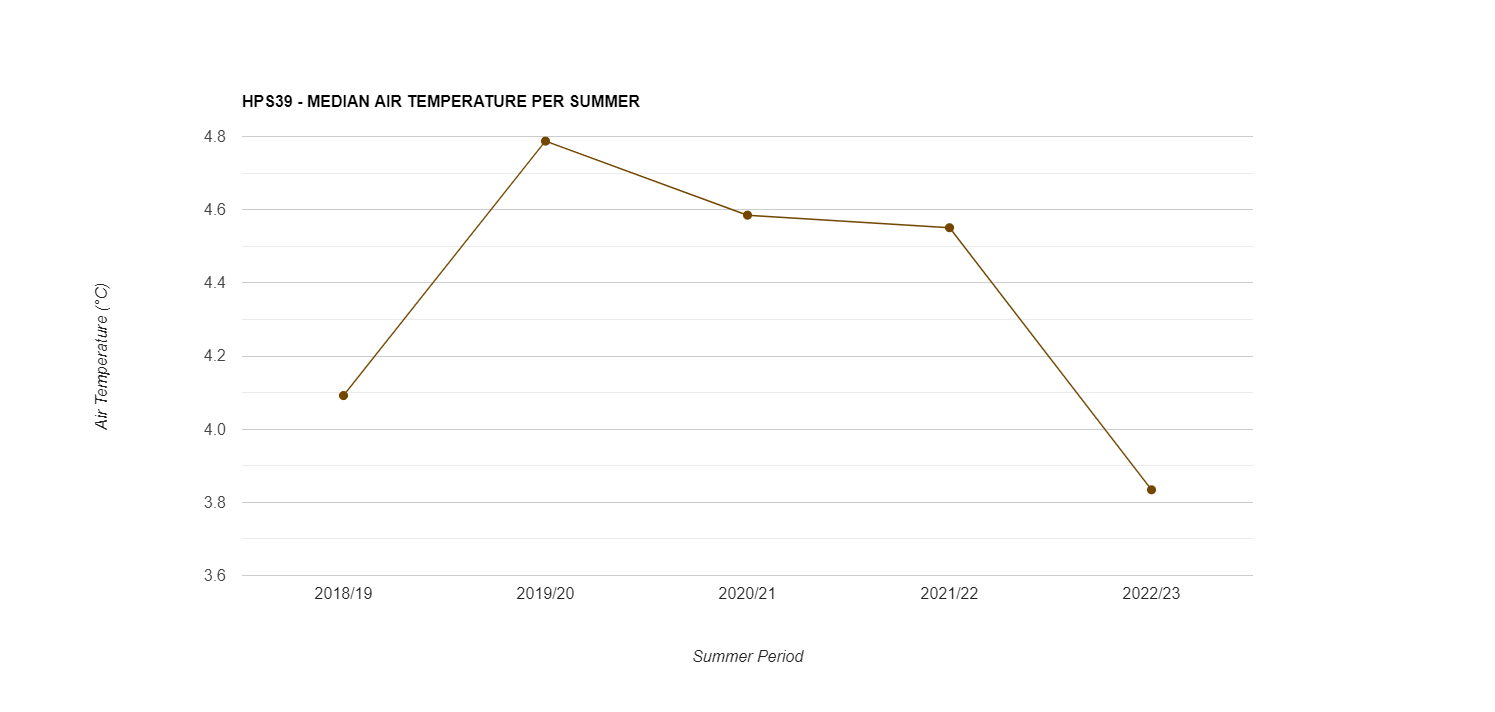 HPS39 - MEDIAN AIR TEMPERATURE PER SUMMER
4.8
4.6
4.4
4.2
4.0
3.8
3.6
Air Temperature (°C)
2018/19 2019/20 2020/21 2021/22 2022/23
Summer Period